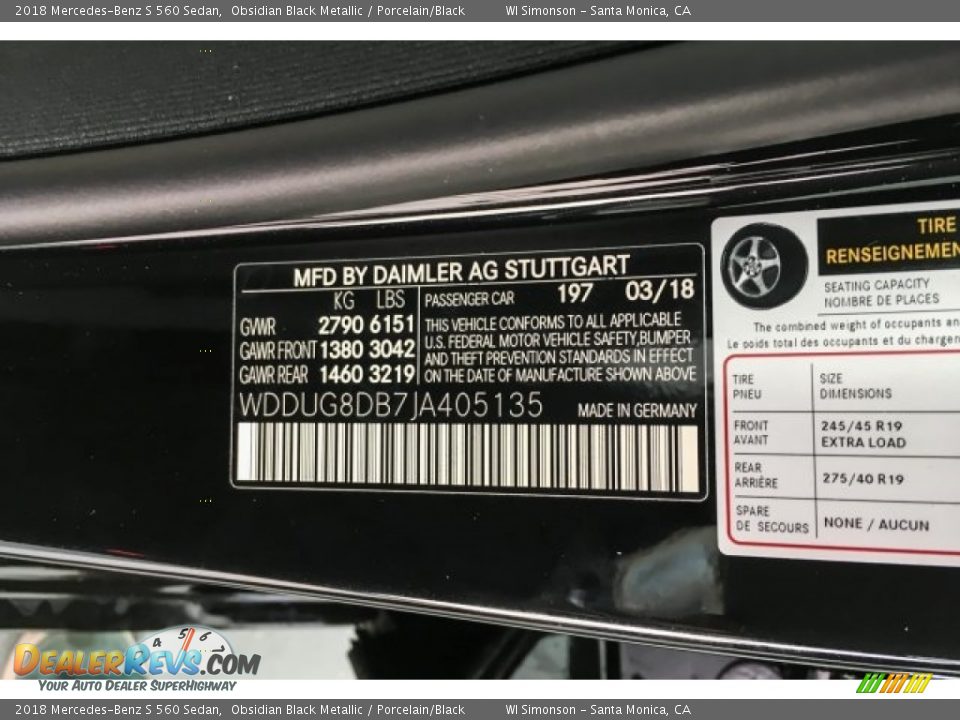 2018 Mercedes-Benz S 560 Sedan, Obsidian Black Metallic / Porcelain/Black WI Simonson - Santa Monica, CA
MFD BY DAIMLER AG STUTTGART
KG LBS PASSENGER CAR 197 03/18
GVWR 2790 6151
GAWR FRONT 1380 3042
GAWR REAR 1460 3219
THIS VEHICLE CONFORMS TO ALL APPLICABLE
U.S. FEDERAL MOTOR VEHICLE SAFETY,BUMPER
AND THEFT PREVENTION STANDARDS IN EFFECT
ON THE DATE OF MANUFACTURE SHOWN ABOVE
WDDUG8DB7JA405135 MADE IN GERMANY
TIRE
RENSEIGNEMEN
SEATING CAPACITY
NOMBRE DE PLACES
The combined weight of occupants an
Le poids total des occupants et du chargem
TIRE SIZE
PNEU DIMENSIONS
FRONT 245/45 R19
AVANT EXTRA LOAD
REAR
ARRIÈRE 275/40 R19
SPARE
DE SECOURS NONE / AUCUN
4 5 6 7
DEALERREVS.COM
YOUR AUTO DEALER SUPERHIGHWAY
2018 Mercedes-Benz S 560 Sedan, Obsidian Black Metallic / Porcelain/Black WI Simonson - Santa Monica, CA